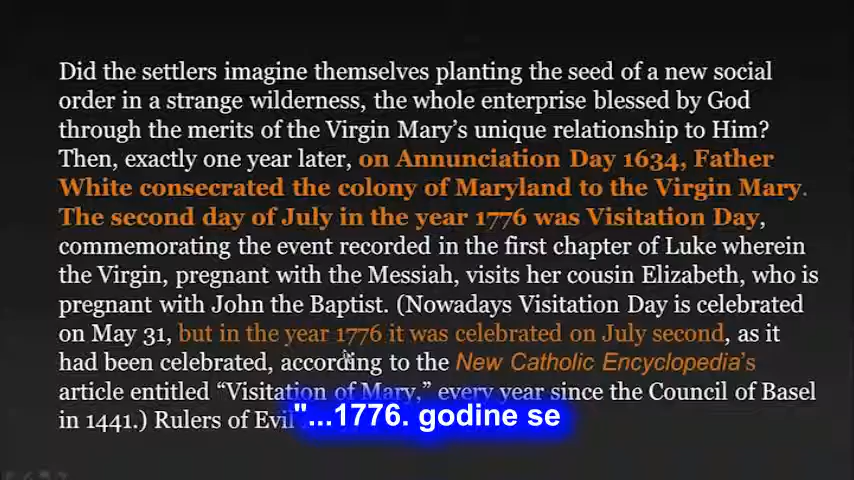 Did the settlers imagine themselves planting the seed of a new social
order in a strange wilderness, the whole enterprise blessed by God
through the merits of the Virgin Mary's unique relationship to Him?
Then, exactly one year later, on Annunciation Day 1634, Father
White consecrated the colony of Maryland to the Virgin Mary.
The second day of July in the year 1776 was Visitation Day,
commemorating the event recorded in the first chapter of Luke wherein
the Virgin, pregnant with the Messiah, visits her cousin Elizabeth, who is
pregnant with John the Baptist. (Nowadays Visitation Day is celebrated
on May 31, but in the year 1776 it was celebrated on July second, as it
had been celebrated, according to the New Catholic Encyclopedia's
article entitled “Visitation of Mary,” every year since the Council of Basel
in 1441.) Rulers of Evil
"...1776. godine se